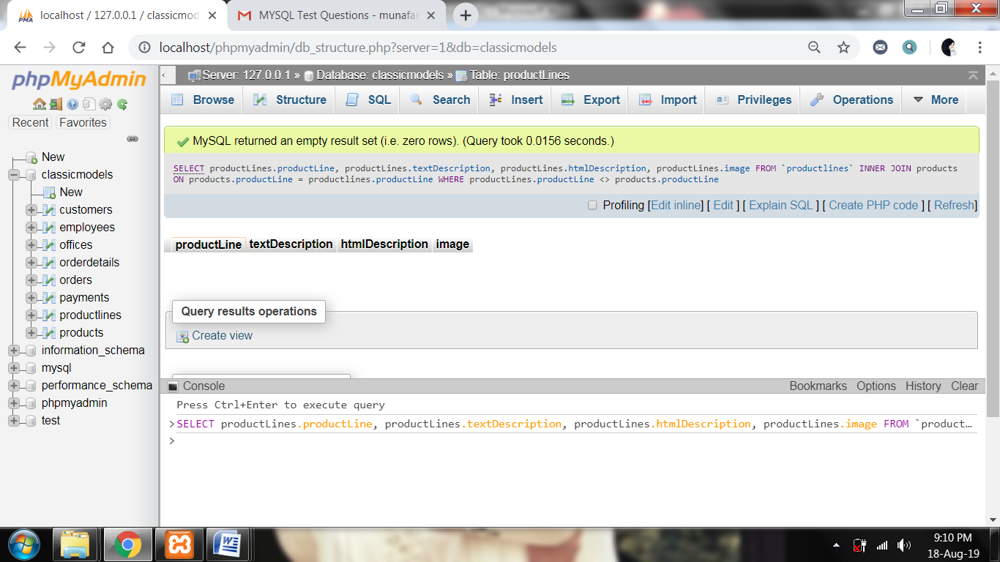 localhost / 127.0.0.1 / classicmod
MYSQL Test Questions - munafar
localhost/phpmyadmin/db_structure.php?server=1&db=classicmodels
phpMyAdmin
Recent Favorites
New
classicmodels
New
customers
employees
offices
orderdetails
orders
payments
productlines
products
information_schema
mysql
performance_schema
phpmyadmin
test
Server: 127.0.0.1 » Database: classicmodels » Table: productLines
Browse Structure SQL Search Insert Export Import Privileges Operations More
MySQL returned an empty result set (i.e. zero rows). (Query took 0.0156 seconds.)
SELECT productLines.productLine, productLines.textDescription, productLines.htmlDescription, productLines.image FROM `productlines` INNER JOIN products
ON products.productLine = productlines.productLine WHERE productLines.productLine <> products.productLine
Profiling [Edit inline] [ Edit ] [ Explain SQL ] [ Create PHP code ] [ Refresh]
productLine textDescription htmlDescription image
Query results operations
Create view
Console Bookmarks Options History Clear
Press Ctrl+Enter to execute query
>SELECT productLines.productLine, productLines.textDescription, productLines.htmlDescription, productLines.image FROM `product…
>
9:10 PM
18-Aug-19